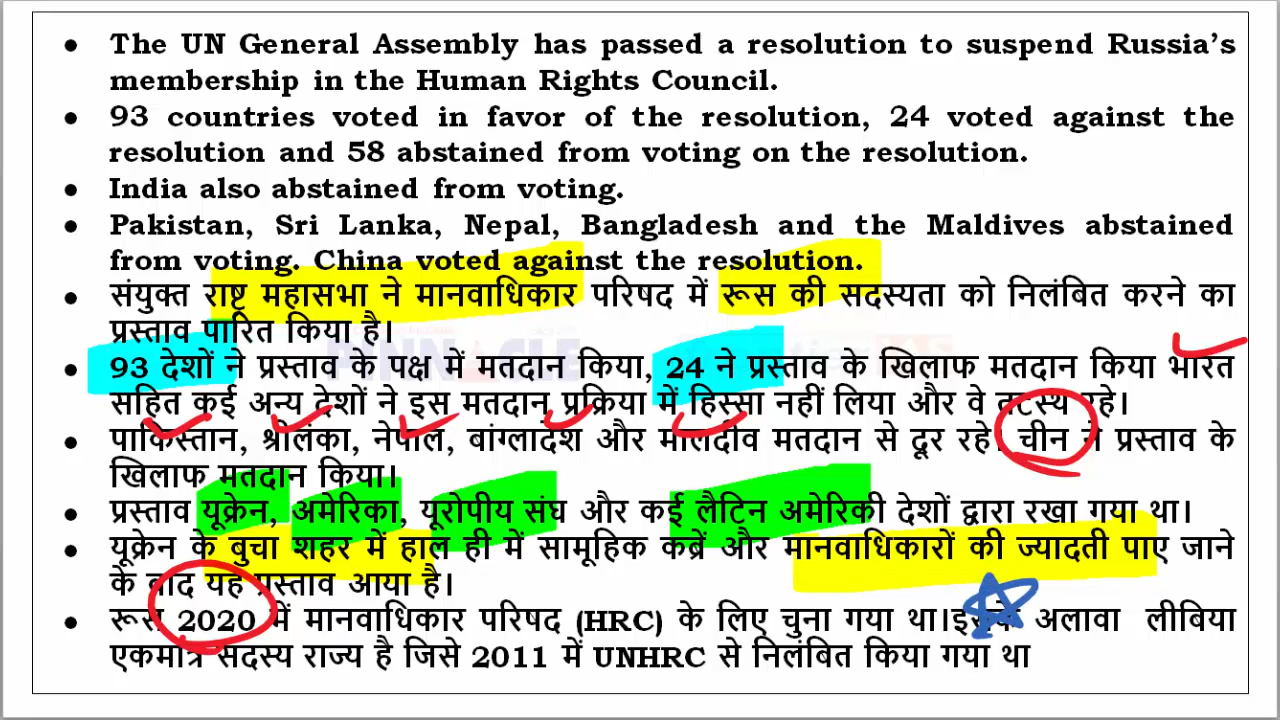 • The UN General Assembly has passed a resolution to suspend Russia's
membership in the Human Rights Council.
• 93 countries voted in favor of the resolution, 24 voted against the
resolution and 58 abstained from voting on the resolution.
• India also abstained from voting.
• Pakistan, Sri Lanka, Nepal, Bangladesh and the Maldives abstained
from voting. China voted against the resolution.
• संयुक्त राष्ट्र महासभा ने मानवाधिकार परिषद में रूस की सदस्यता को निलंबित करने का
प्रस्ताव पारित किया है।
• 93 देशों ने प्रस्ताव के पक्ष में मतदान किया, 24 ने प्रस्ताव के खिलाफ मतदान किया भारत
सहित कई अन्य देशों ने इस मतदान प्रक्रिया में हिस्सा नहीं लिया और वे तटस्थ रहे।
• पाकिस्तान, श्रीलंका, नेपाल, बांग्लादेश और मालदीव मतदान से दूर रहे। चीन ने प्रस्ताव के
खिलाफ मतदान किया।
• प्रस्ताव यूक्रेन, अमेरिका, यूरोपीय संघ और कई लैटिन अमेरिकी देशों द्वारा रखा गया था।
• यूक्रेन के बुचा शहर में हाल ही में सामूहिक कब्रें और मानवाधिकारों की ज्यादती पाए जाने
के बाद यह प्रस्ताव आया है।
• रूस 2020 में मानवाधिकार परिषद (HRC) के लिए चुना गया था।इसके अलावा लीबिया
एकमात्र सदस्य राज्य है जिसे 2011 में UNHRC से निलंबित किया गया था